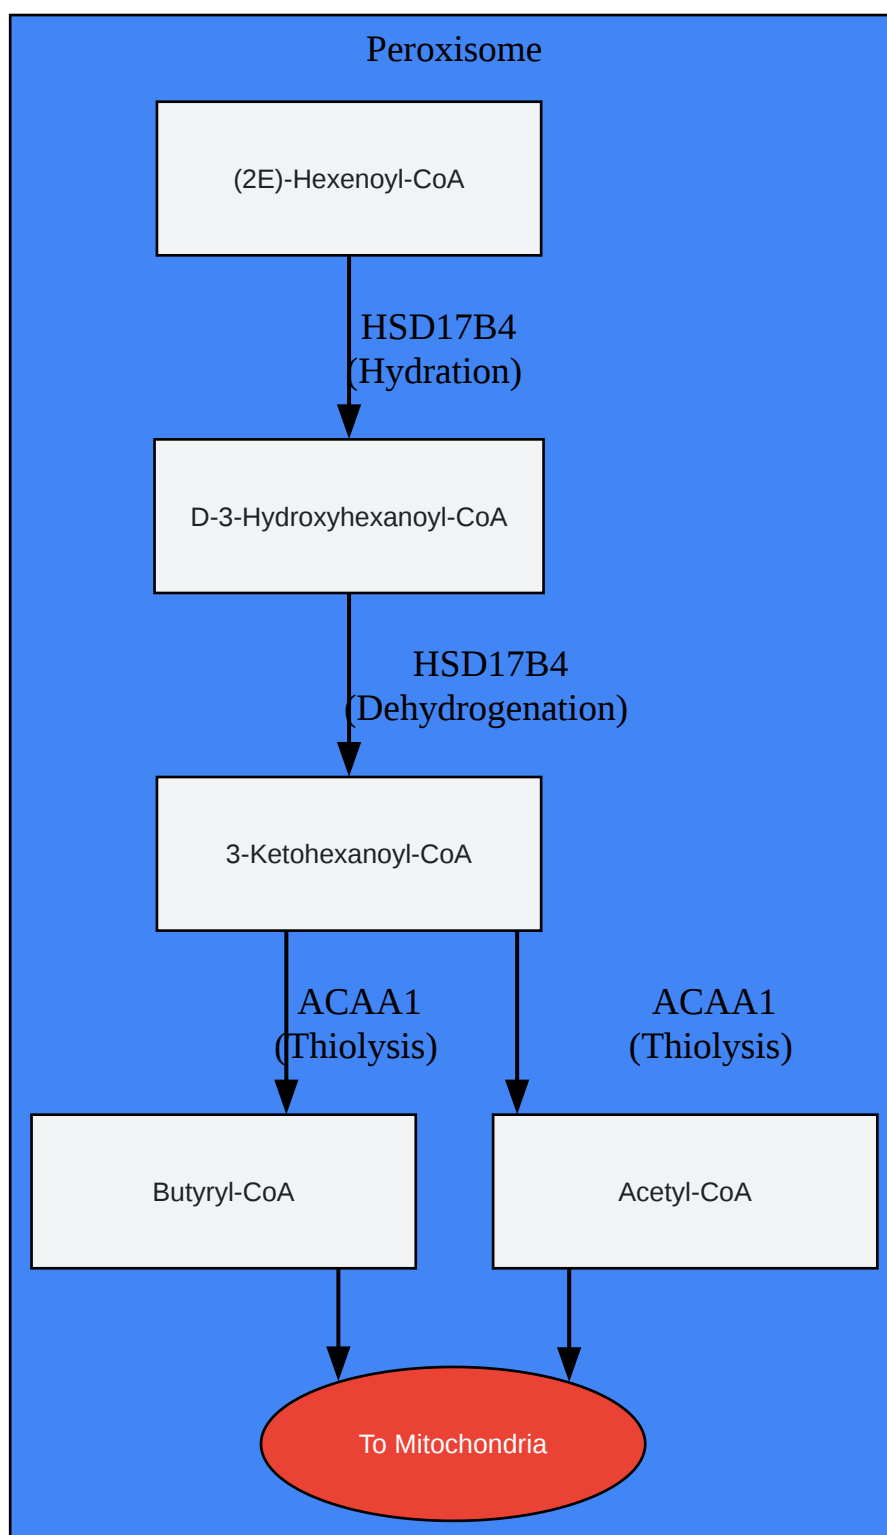 Peroxisome
(2E)-Hexenoyl-CoA
HSD17B4
(Hydration)
D-3-Hydroxyhexanoyl-CoA
HSD17B4
(Dehydrogenation)
3-Ketohexanoyl-CoA
ACAA1
(Thiolysis)
ACAA1
(Thiolysis)
Butyryl-CoA
Acetyl-CoA
To Mitochondria